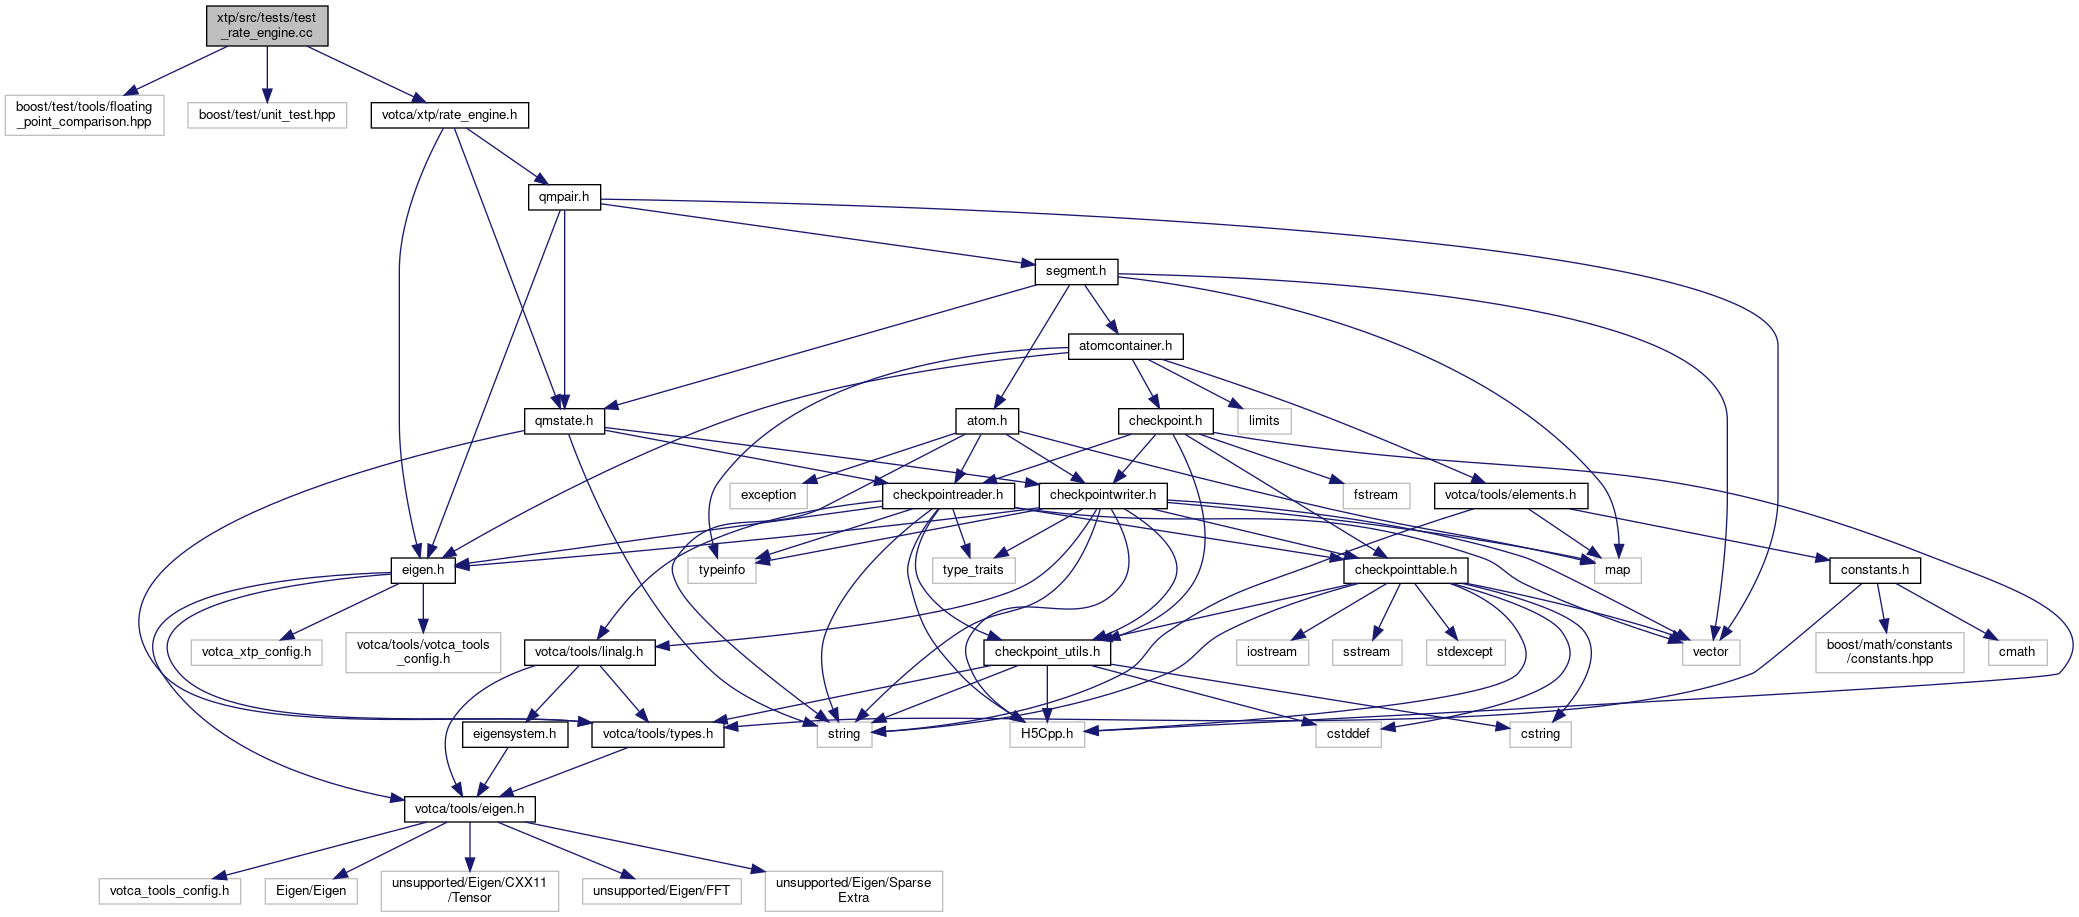 xtp/src/tests/test
_rate_engine.cc
boost/test/tools/floating
_point_comparison.hpp
boost/test/unit_test.hpp
votca/xtp/rate_engine.h
qmpair.h
segment.h
atomcontainer.h
qmstate.h
atom.h
checkpoint.h
limits
exception
checkpointreader.h
checkpointwriter.h
fstream
votca/tools/elements.h
eigen.h
typeinfo
type_traits
checkpointtable.h
map
constants.h
votca_xtp_config.h
votca/tools/votca_tools
_config.h
votca/tools/linalg.h
checkpoint_utils.h
iostream
sstream
stdexcept
vector
boost/math/constants
/constants.hpp
cmath
eigensystem.h
votca/tools/types.h
string
H5Cpp.h
cstddef
cstring
votca/tools/eigen.h
votca_tools_config.h
Eigen/Eigen
unsupported/Eigen/CXX11
/Tensor
unsupported/Eigen/FFT
unsupported/Eigen/Sparse
Extra